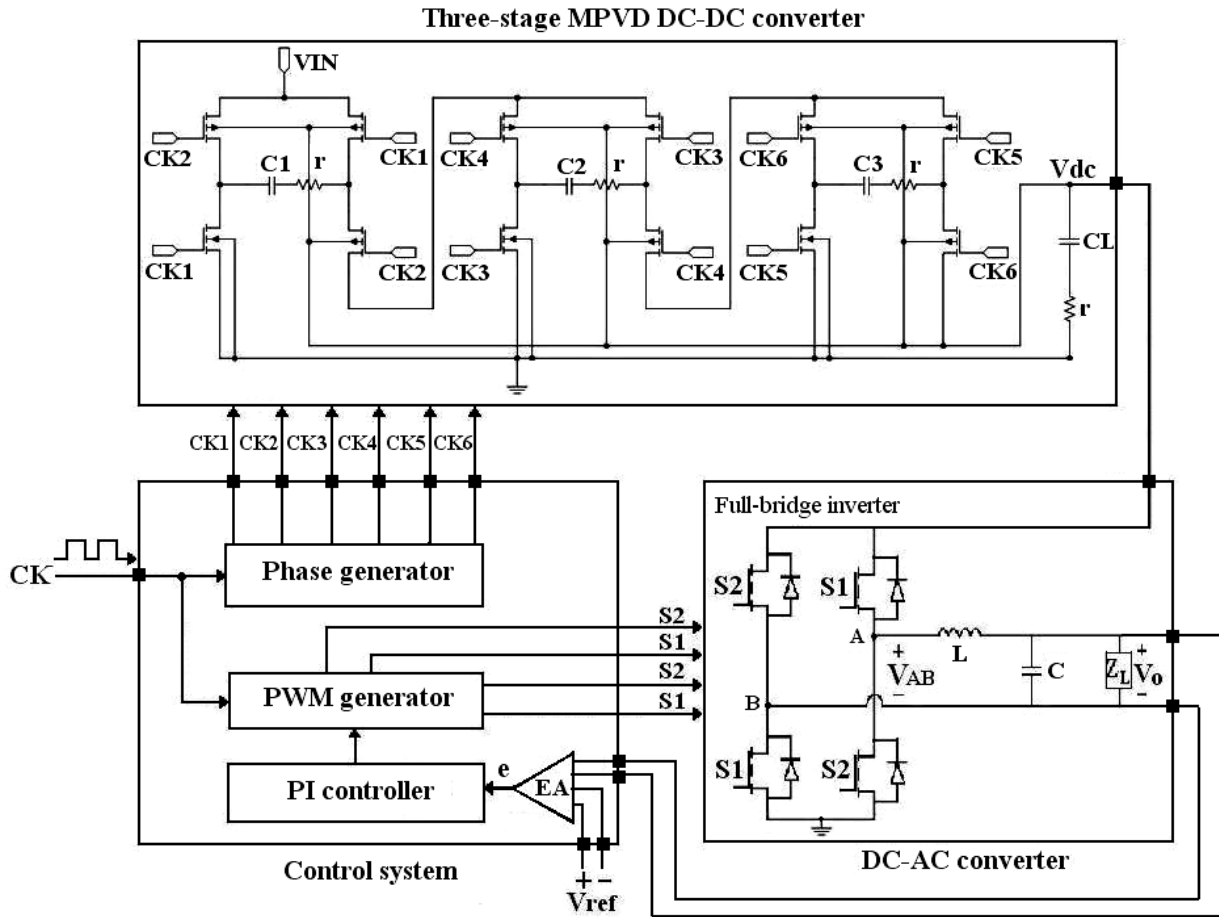 Three-stage MPVD DC-DC converter
VIN
CK2
CK1
CK4
CK3
CK6
CK5
C1
r
C2
r
C3
r
Vdc
CK1
CK2
CK3
CK4
CK5
CK6
CL
r
CK1
CK2
CK3
CK4
CK5
CK6
CK
Phase generator
PWM generator
PI controller
e
EA
S2
S1
S2
S1
Control system
+ −
Vref
Full-bridge inverter
S2
S1
A
L
+
VAB
−
C
ZL
+
Vo
−
B
S1
S2
DC-AC converter